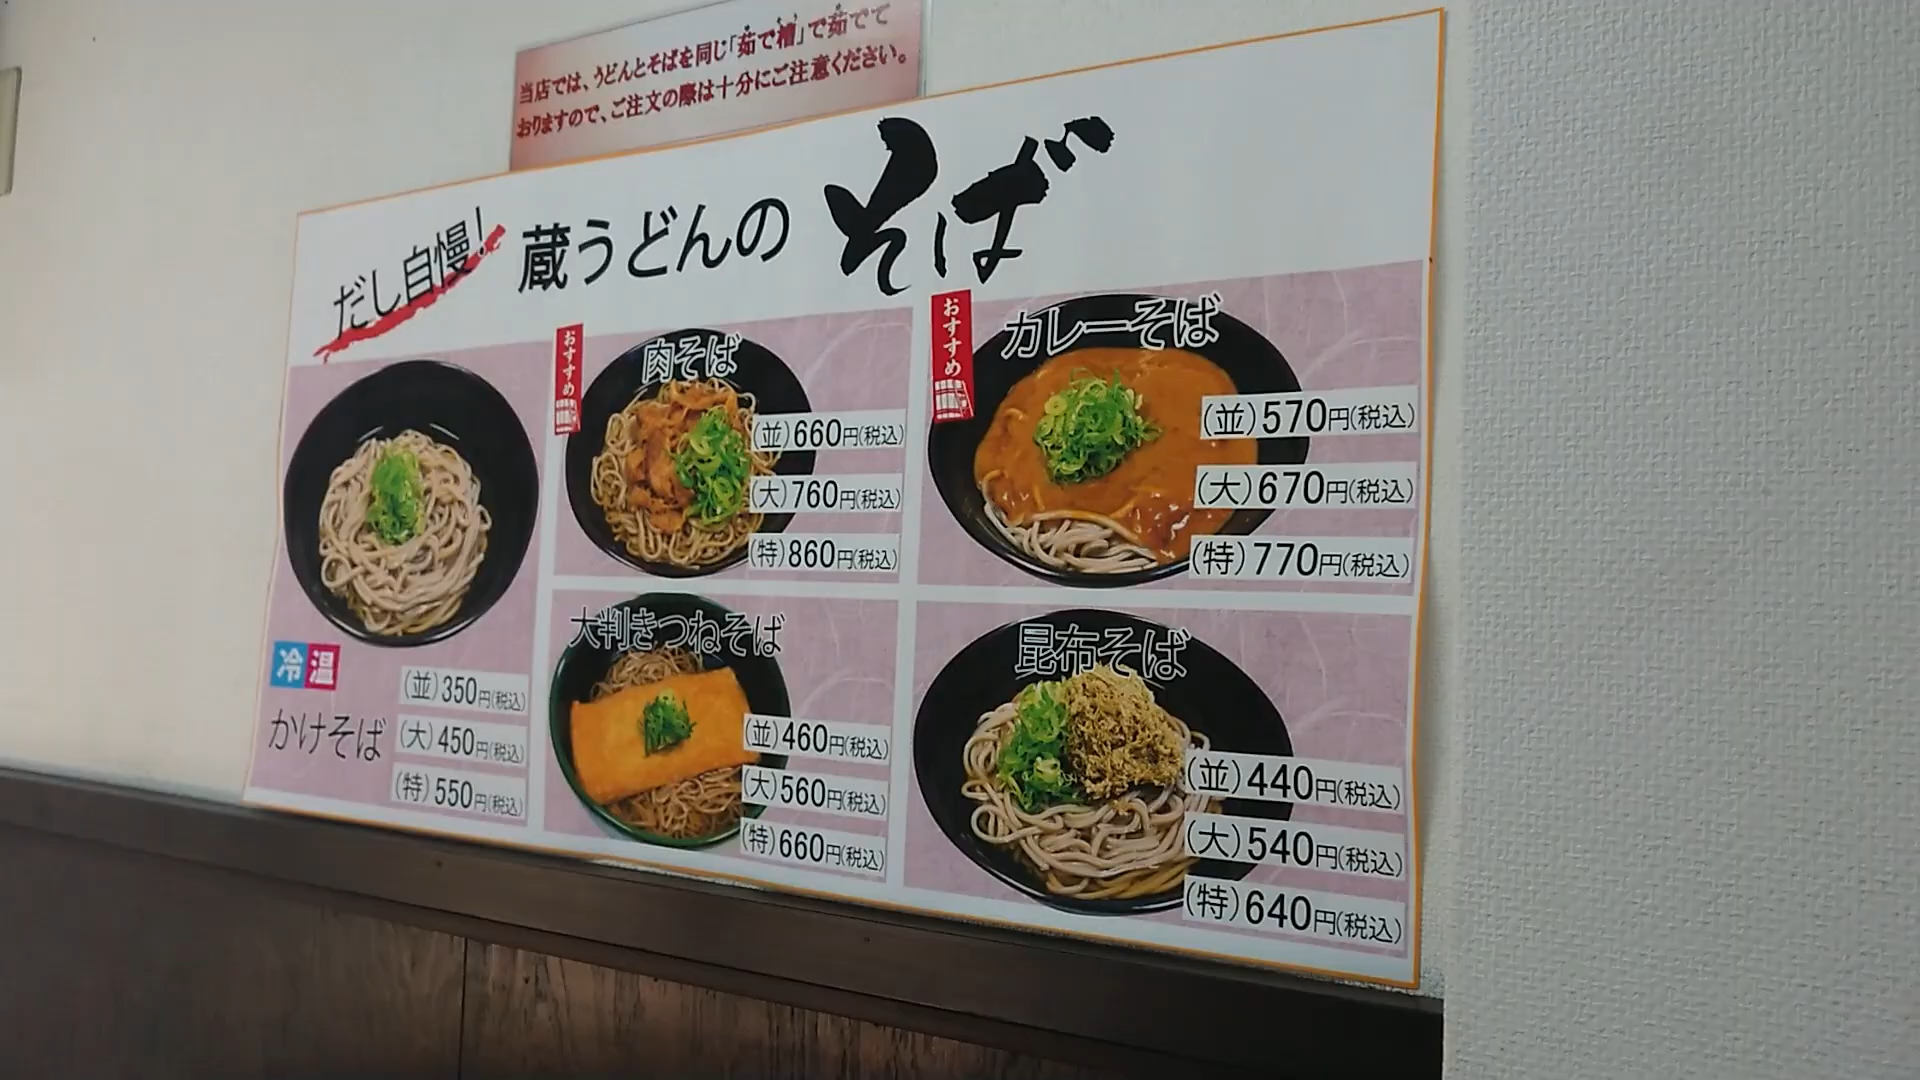 当店では、うどんとそばを同じ「茹で槽」で茹でて
おりますので、ご注文の際は十分にご注意ください。
だし自慢!
蔵うどんの そば
冷 温
かけそば
(並)350円(税込)
(大)450円(税込)
(特)550円(税込)
おすすめ
肉そば
(並)660円(税込)
(大)760円(税込)
(特)860円(税込)
おすすめ
カレーそば
(並)570円(税込)
(大)670円(税込)
(特)770円(税込)
大判きつねそば
(並)460円(税込)
(大)560円(税込)
(特)660円(税込)
昆布そば
(並)440円(税込)
(大)540円(税込)
(特)640円(税込)